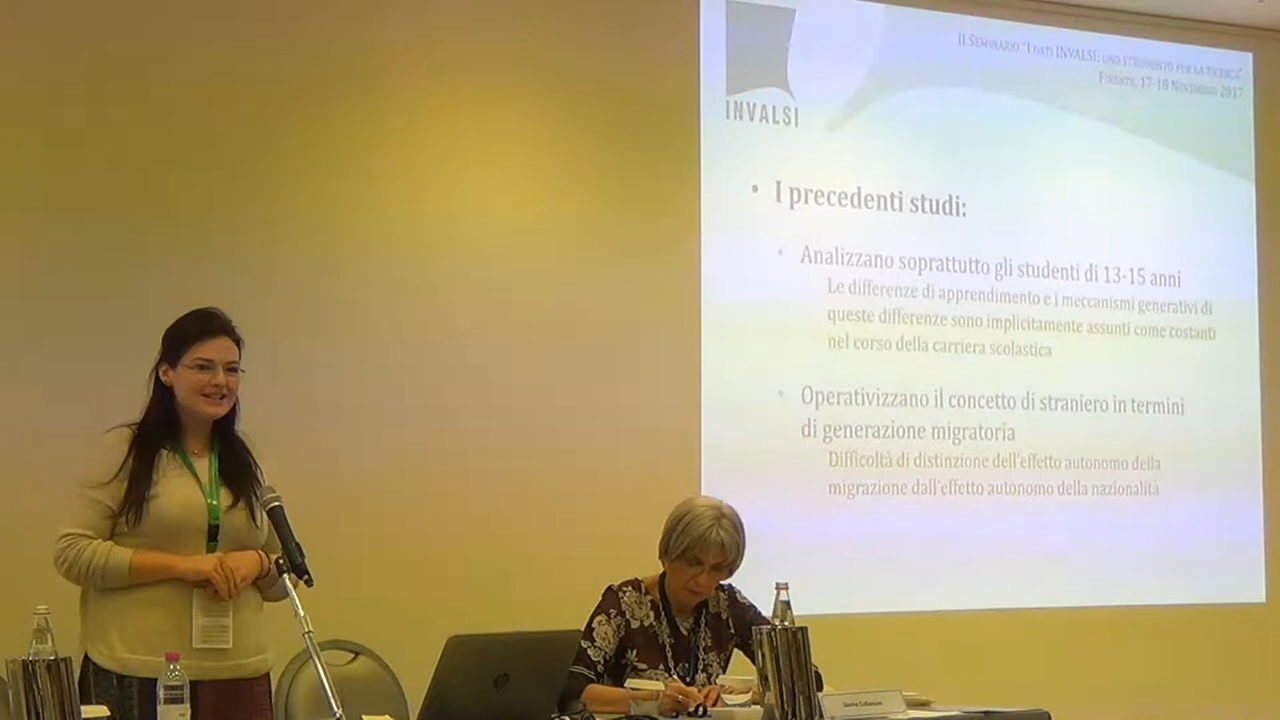 INVALSI
II SEMINARIO "I DATI INVALSI: UNO STRUMENTO PER LA RICERCA"
FIRENZE, 17-18 NOVEMBRE 2017
• I precedenti studi:
• Analizzano soprattutto gli studenti di 13-15 anni
Le differenze di apprendimento e i meccanismi generativi di
queste differenze sono implicitamente assunti come costanti
nel corso della carriera scolastica
• Operativizzano il concetto di straniero in termini
di generazione migratoria
Difficoltà di distinzione dell'effetto autonomo della
migrazione dall'effetto autonomo della nazionalità
hp